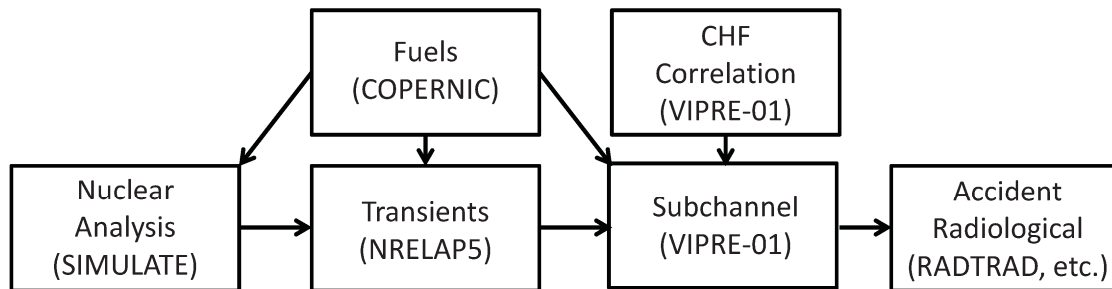 Fuels
(COPERNIC)
CHF
Correlation
(VIPRE-01)
Nuclear
Analysis
(SIMULATE)
Transients
(NRELAP5)
Subchannel
(VIPRE-01)
Accident
Radiological
(RADTRAD, etc.)